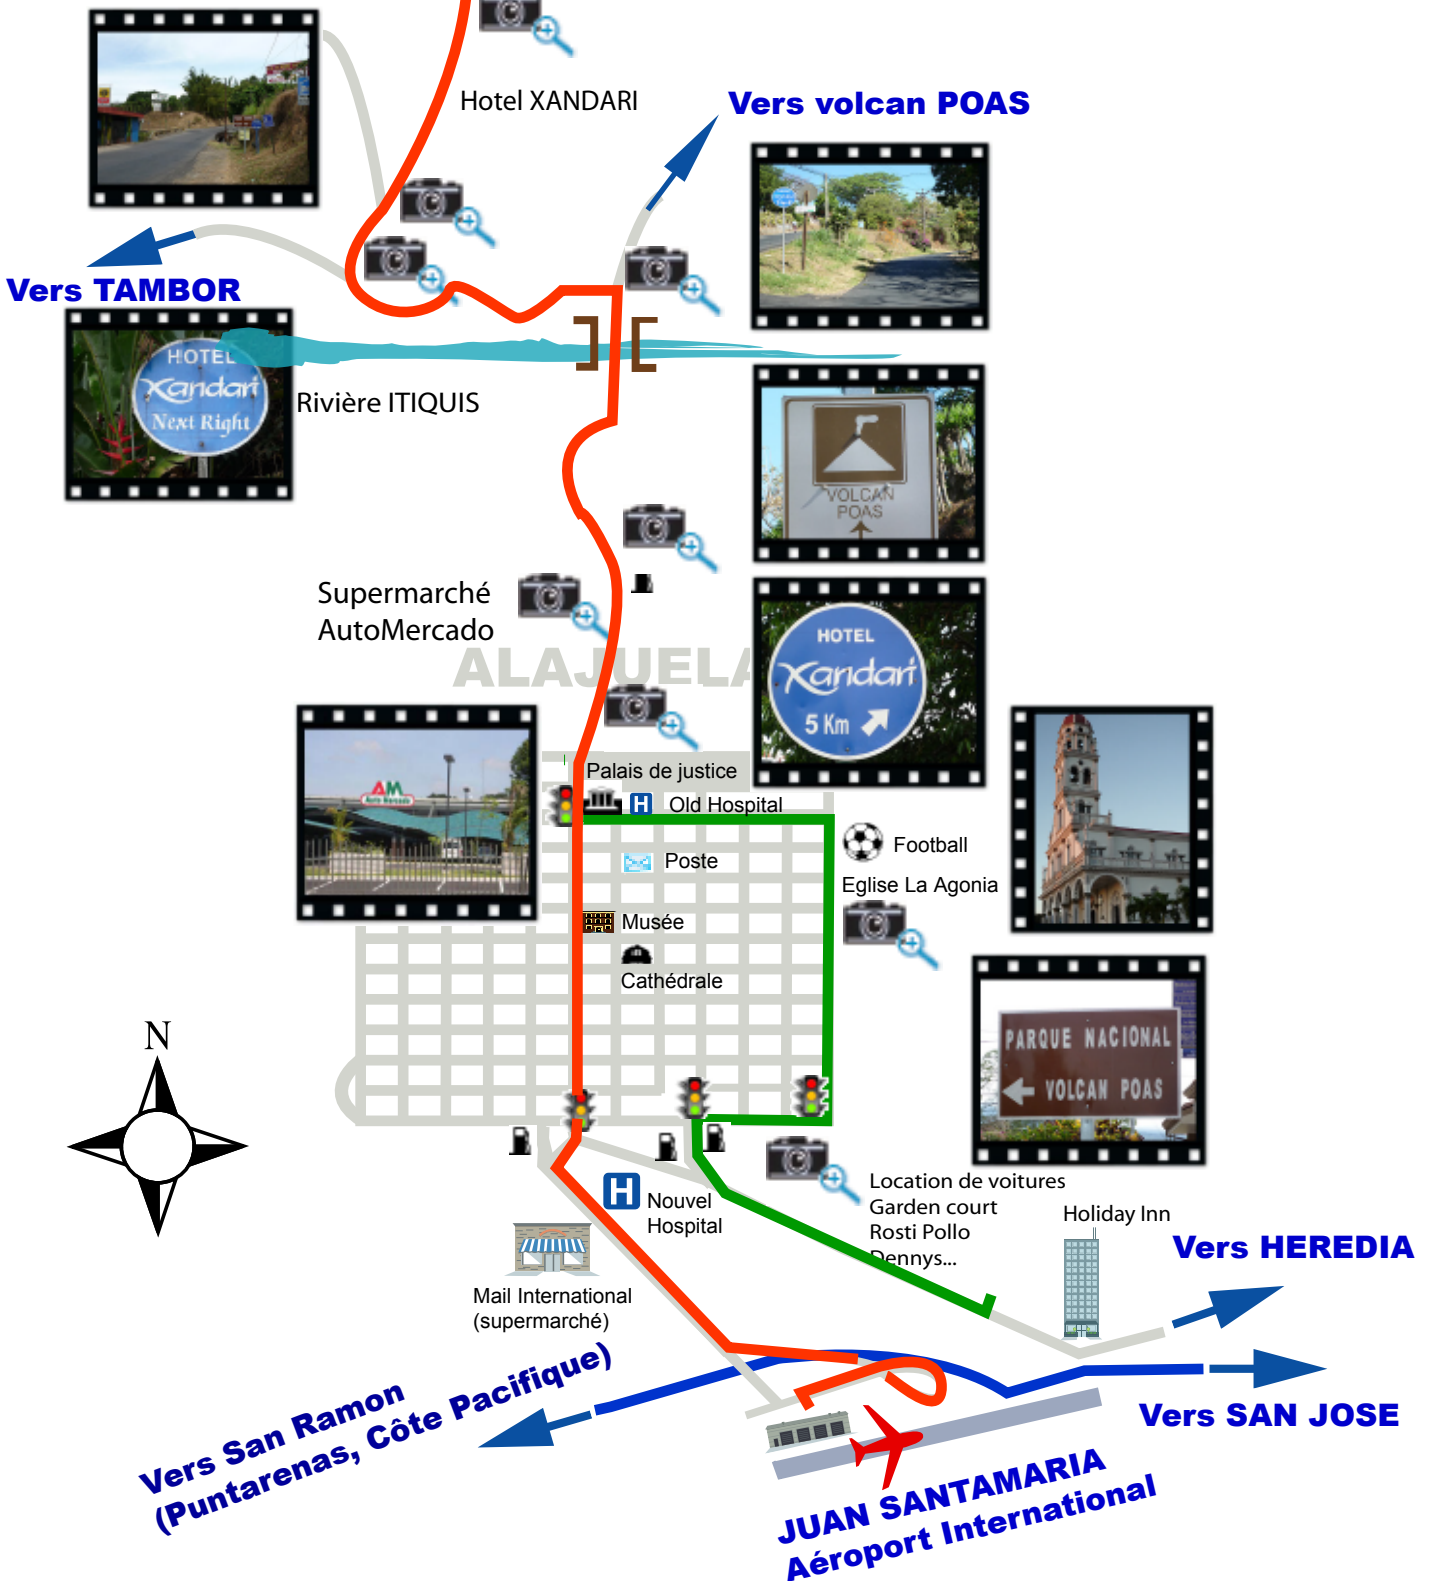 Hotel XANDARI
Vers volcan POAS
Vers TAMBOR
HOTEL
Xandari
Next Right
Rivière ITIQUIS
VOLCAN
POAS
Supermarché
AutoMercado
ALAJUELA
HOTEL
Xandari
5 Km
AM
Auto Mercado
Palais de justice
H Old Hospital
Football
Poste
Eglise La Agonia
Musée
Cathédrale
N
PARQUE NACIONAL
VOLCAN POAS
H Nouvel
Hospital
Location de voitures
Garden court
Rosti Pollo
Dennys...
Holiday Inn
Vers HEREDIA
Mail International
(supermarché)
Vers San Ramon
(Puntarenas, Côte Pacifique)
Vers SAN JOSE
JUAN SANTAMARIA
Aéroport International